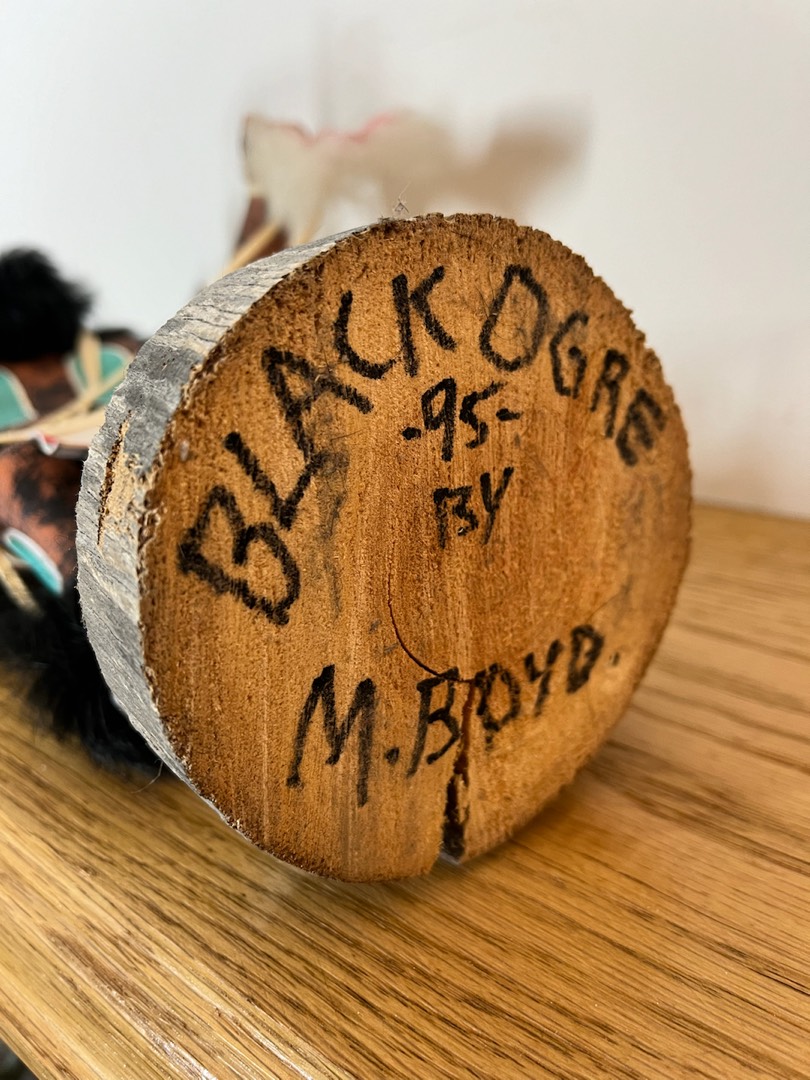 BLACK OGRE
-95-
BY
M. BOYD.